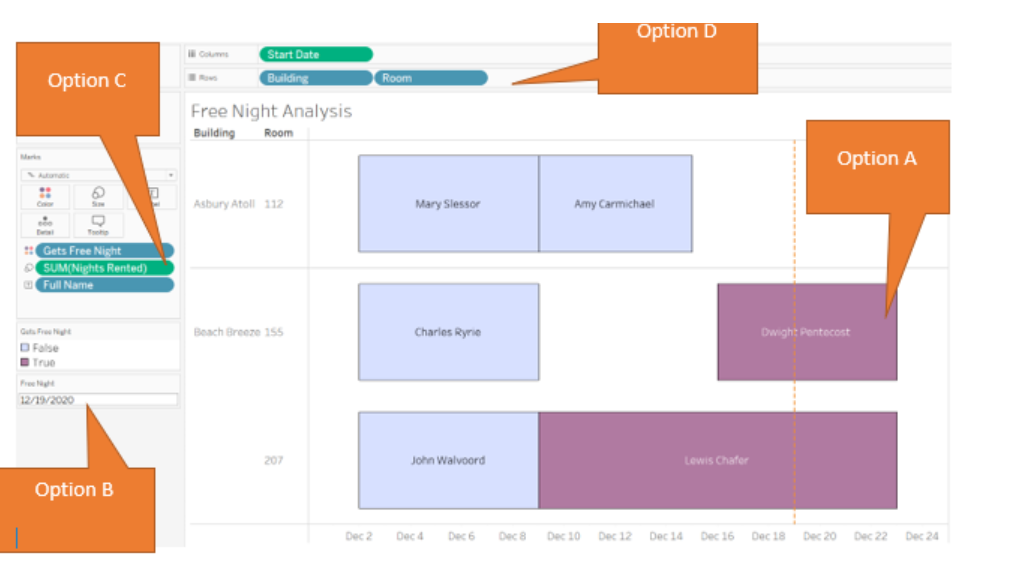 Option D
Columns
Start Date
Option C
Rows
Building
Room
Free Night Analysis
Building Room
Option A
Marks
Automatic
Color
Size
Detail
Tooltip
Asbury Atoll 112
Mary Slessor
Amy Carmichael
Gets Free Night
SUM(Nights Rented)
Full Name
Gets Free Night
False
True
Beach Breeze 155
Charles Ryrie
Dwight Pentecost
Free Night
12/19/2020
207
John Walvoord
Lewis Chafer
Option B
Dec 2 Dec 4 Dec 6 Dec 8 Dec 10 Dec 12 Dec 14 Dec 16 Dec 18 Dec 20 Dec 22 Dec 24